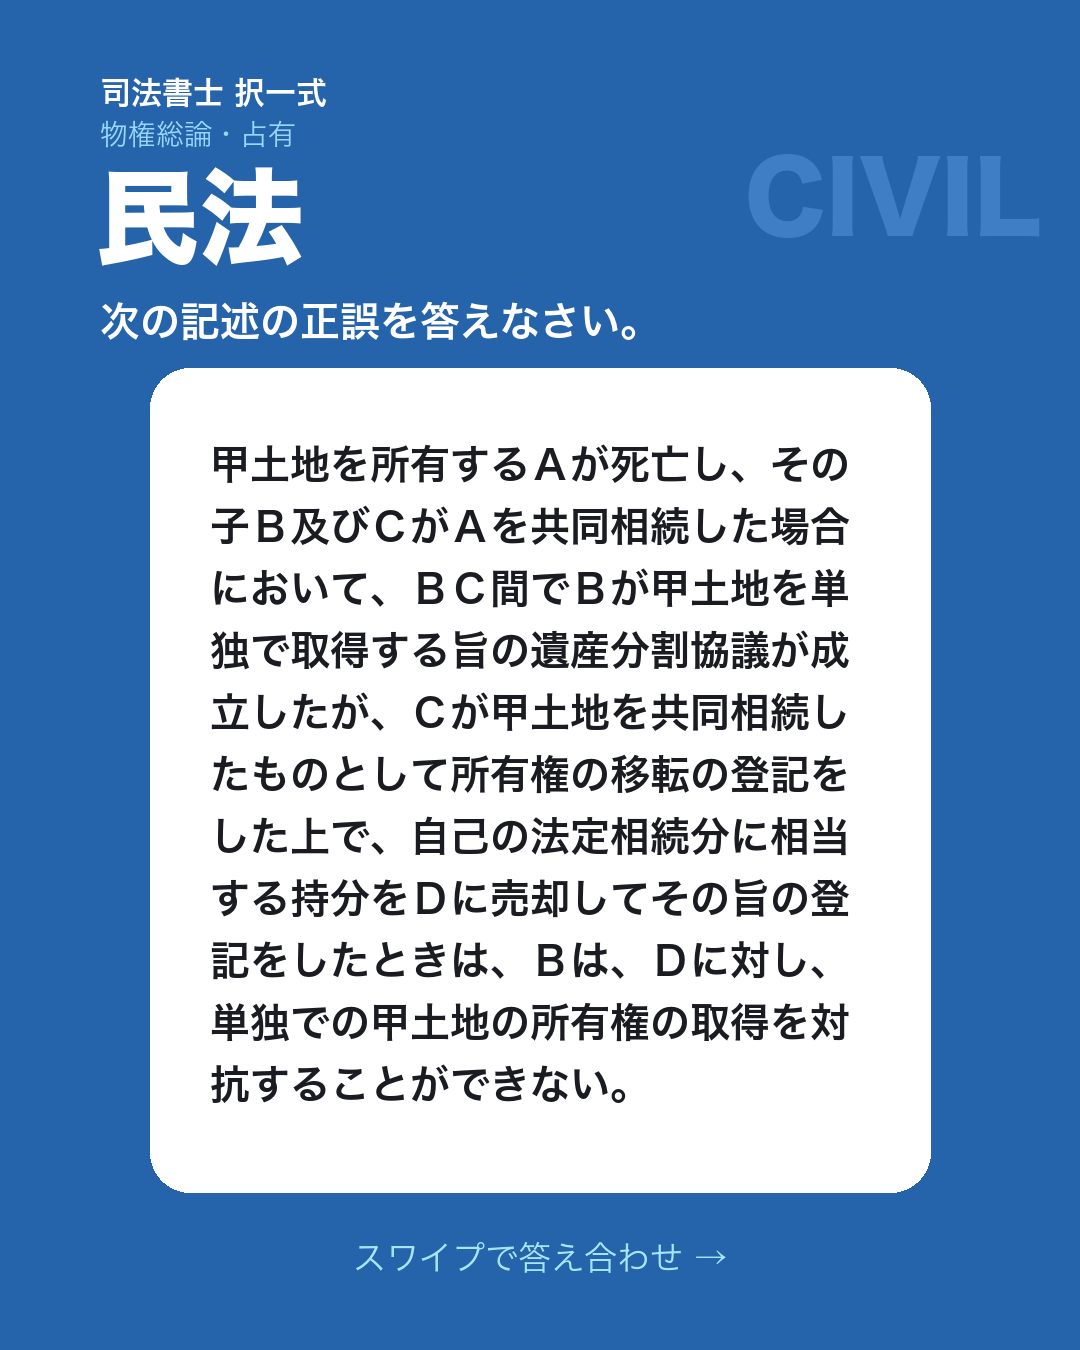 司法書士 択一式
物権総論・占有
民法
CIVIL
次の記述の正誤を答えなさい。
甲土地を所有するＡが死亡し、その
子Ｂ及びＣがＡを共同相続した場合
において、ＢＣ間でＢが甲土地を単
独で取得する旨の遺産分割協議が成
立したが、Ｃが甲土地を共同相続し
たものとして所有権の移転の登記を
した上で、自己の法定相続分に相当
する持分をＤに売却してその旨の登
記をしたときは、Ｂは、Ｄに対し、
単独での甲土地の所有権の取得を対
抗することができない。
スワイプで答え合わせ →